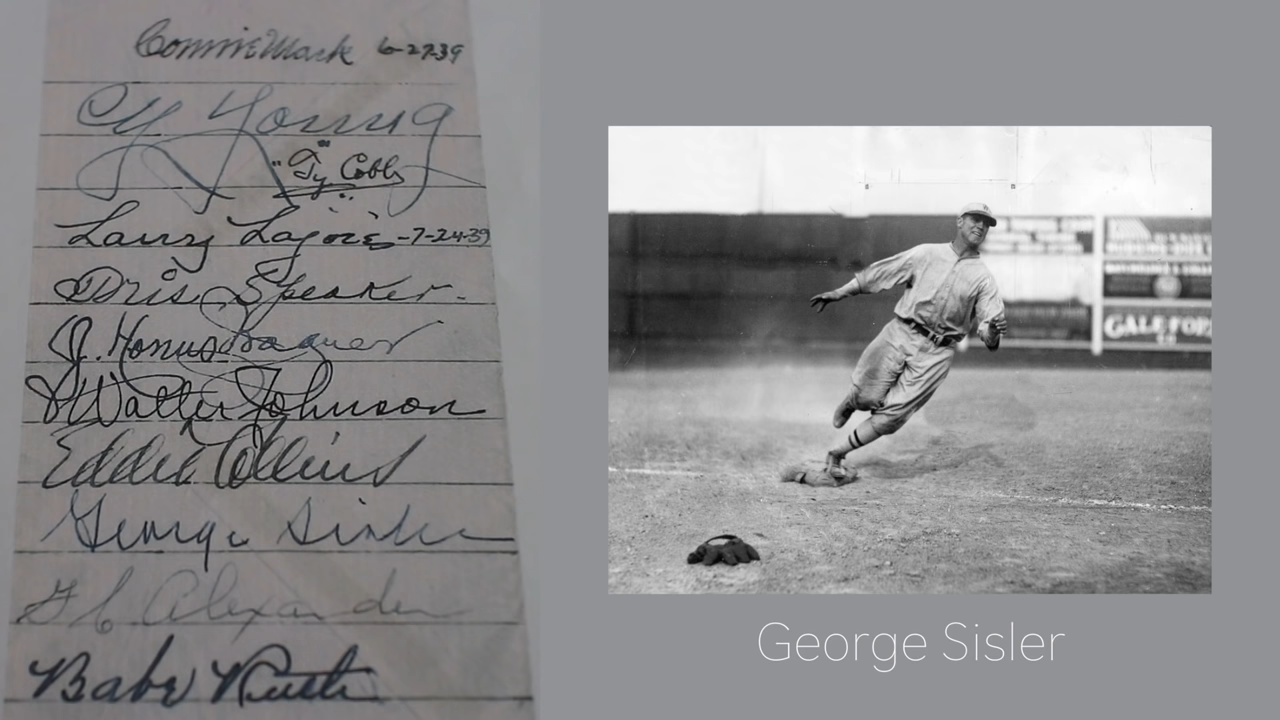 Connie Mack 6-27-39
Cy Young
"Ty" Cobb
Larry Lajoie-7-24-39
Tris Speaker.
J. Honus Wagner
Walter Johnson
Eddie Collins
George Sisler
G C Alexander
Babe Ruth
GALE FOR
George Sisler